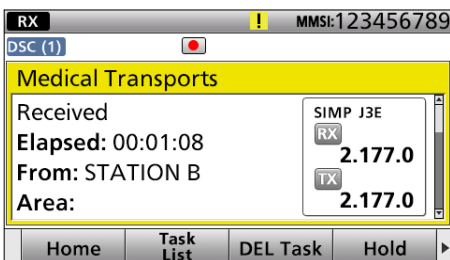 RX ! MMSI:123456789
DSC (1)
Medical Transports
Received
Elapsed: 00:01:08
From: STATION B
Area:
SIMP J3E
RX
2.177.0
TX
2.177.0
Home Task List DEL Task Hold